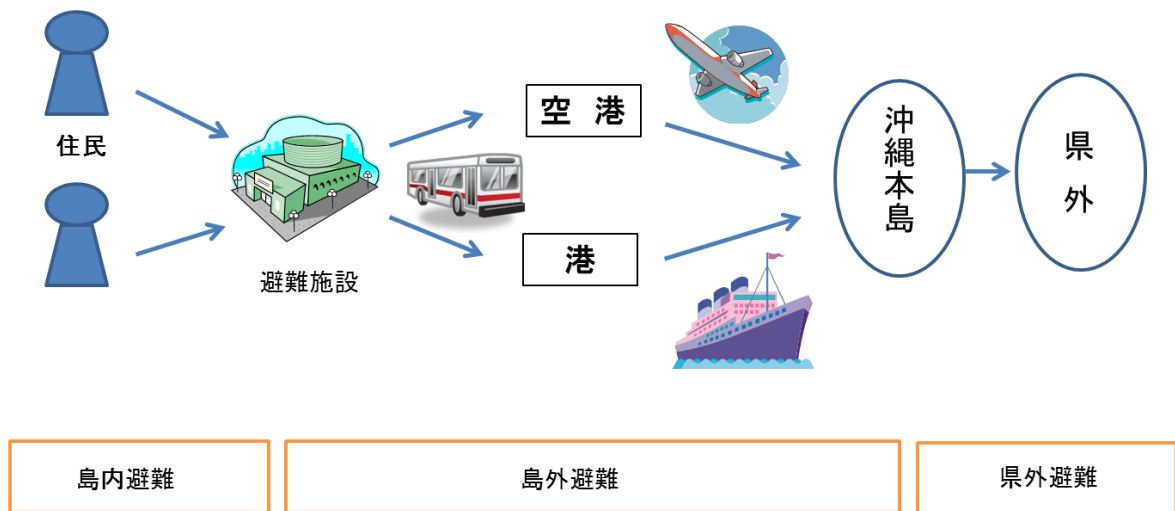 住民
避難施設
空 港
港
沖縄本島
県外
島内避難
島外避難
県外避難